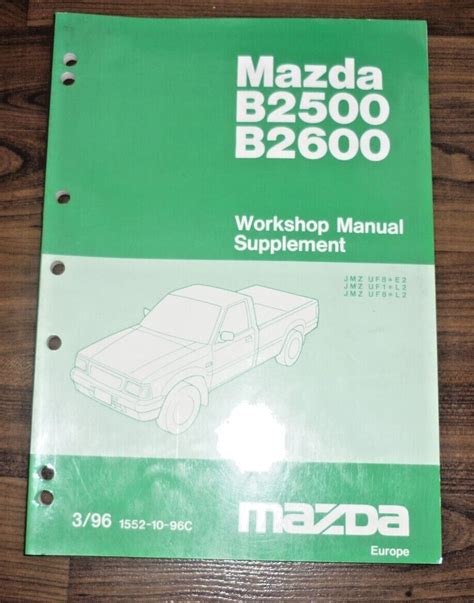 Mazda
B2500
B2600
Workshop Manual
Supplement
JMZ UF8*E2
JMZ UF1*L2
JMZ UF8*L2
3/96 1552-10-96C
mazda
Europe